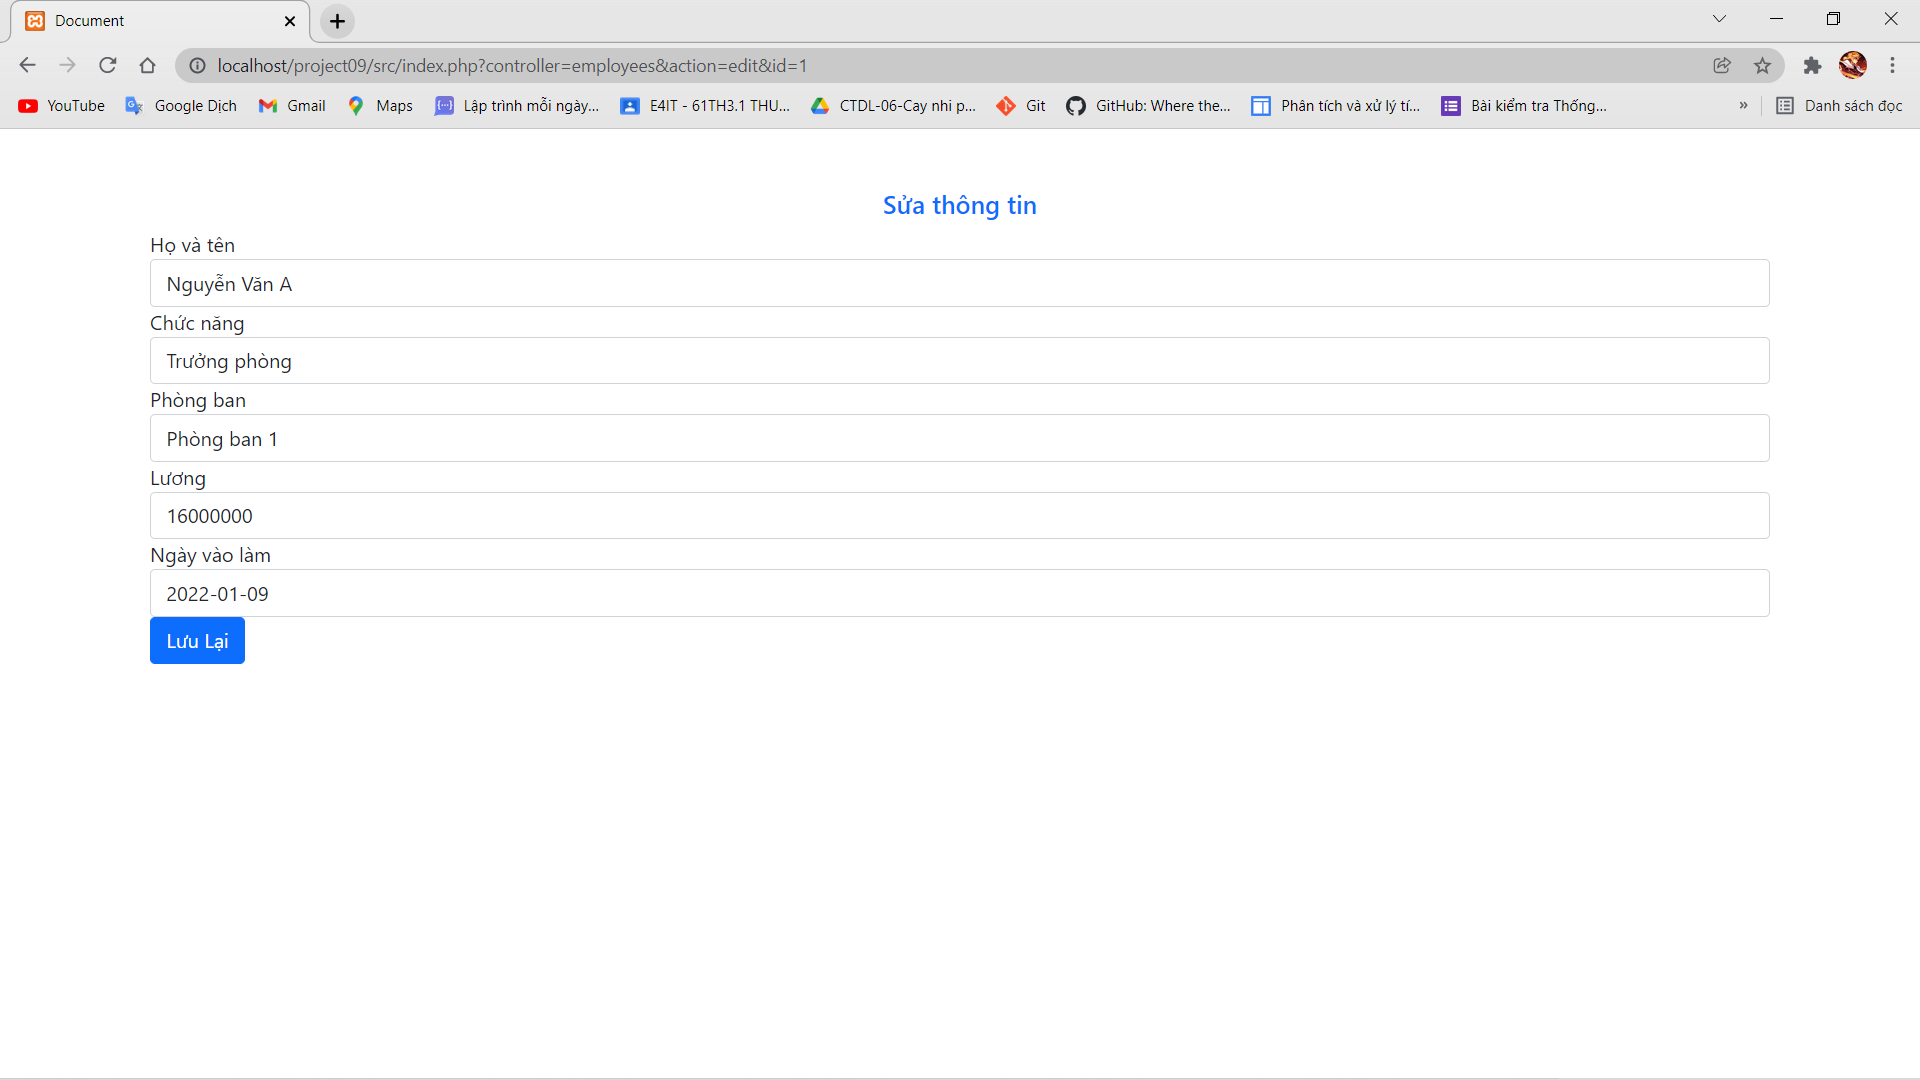 Document
localhost/project09/src/index.php?controller=employees&action=edit&id=1
YouTube Google Dịch Gmail Maps Lập trình mỗi ngày... E4IT - 61TH3.1 THU... CTDL-06-Cay nhi p... Git GitHub: Where the... Phân tích và xử lý tí... Bài kiểm tra Thống... » Danh sách đọc
Sửa thông tin
Họ và tên
Nguyễn Văn A
Chức năng
Trưởng phòng
Phòng ban
Phòng ban 1
Lương
16000000
Ngày vào làm
2022-01-09
Lưu Lại